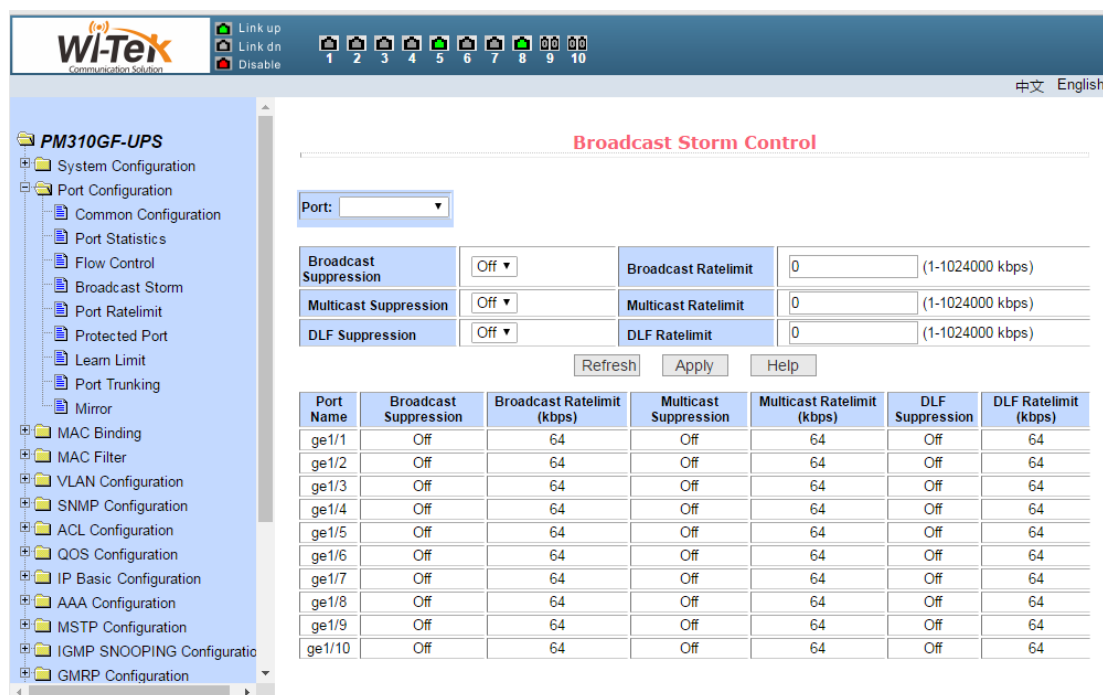 Wi-Tek
Communication Solution
Link up
Link dn
Disable
1 2 3 4 5 6 7 8 9 10
中文 English
PM310GF-UPS
System Configuration
Port Configuration
Common Configuration
Port Statistics
Flow Control
Broadcast Storm
Port Ratelimit
Protected Port
Learn Limit
Port Trunking
Mirror
MAC Binding
MAC Filter
VLAN Configuration
SNMP Configuration
ACL Configuration
QOS Configuration
IP Basic Configuration
AAA Configuration
MSTP Configuration
IGMP SNOOPING Configuratio
GMRP Configuration
Broadcast Storm Control
Port:
Broadcast Suppression Off Broadcast Ratelimit 0 (1-1024000 kbps)
Multicast Suppression Off Multicast Ratelimit 0 (1-1024000 kbps)
DLF Suppression Off DLF Ratelimit 0 (1-1024000 kbps)
Refresh Apply Help
Port Name Broadcast Suppression Broadcast Ratelimit (kbps) Multicast Suppression Multicast Ratelimit (kbps) DLF Suppression DLF Ratelimit (kbps)
ge1/1 Off 64 Off 64 Off 64
ge1/2 Off 64 Off 64 Off 64
ge1/3 Off 64 Off 64 Off 64
ge1/4 Off 64 Off 64 Off 64
ge1/5 Off 64 Off 64 Off 64
ge1/6 Off 64 Off 64 Off 64
ge1/7 Off 64 Off 64 Off 64
ge1/8 Off 64 Off 64 Off 64
ge1/9 Off 64 Off 64 Off 64
ge1/10 Off 64 Off 64 Off 64